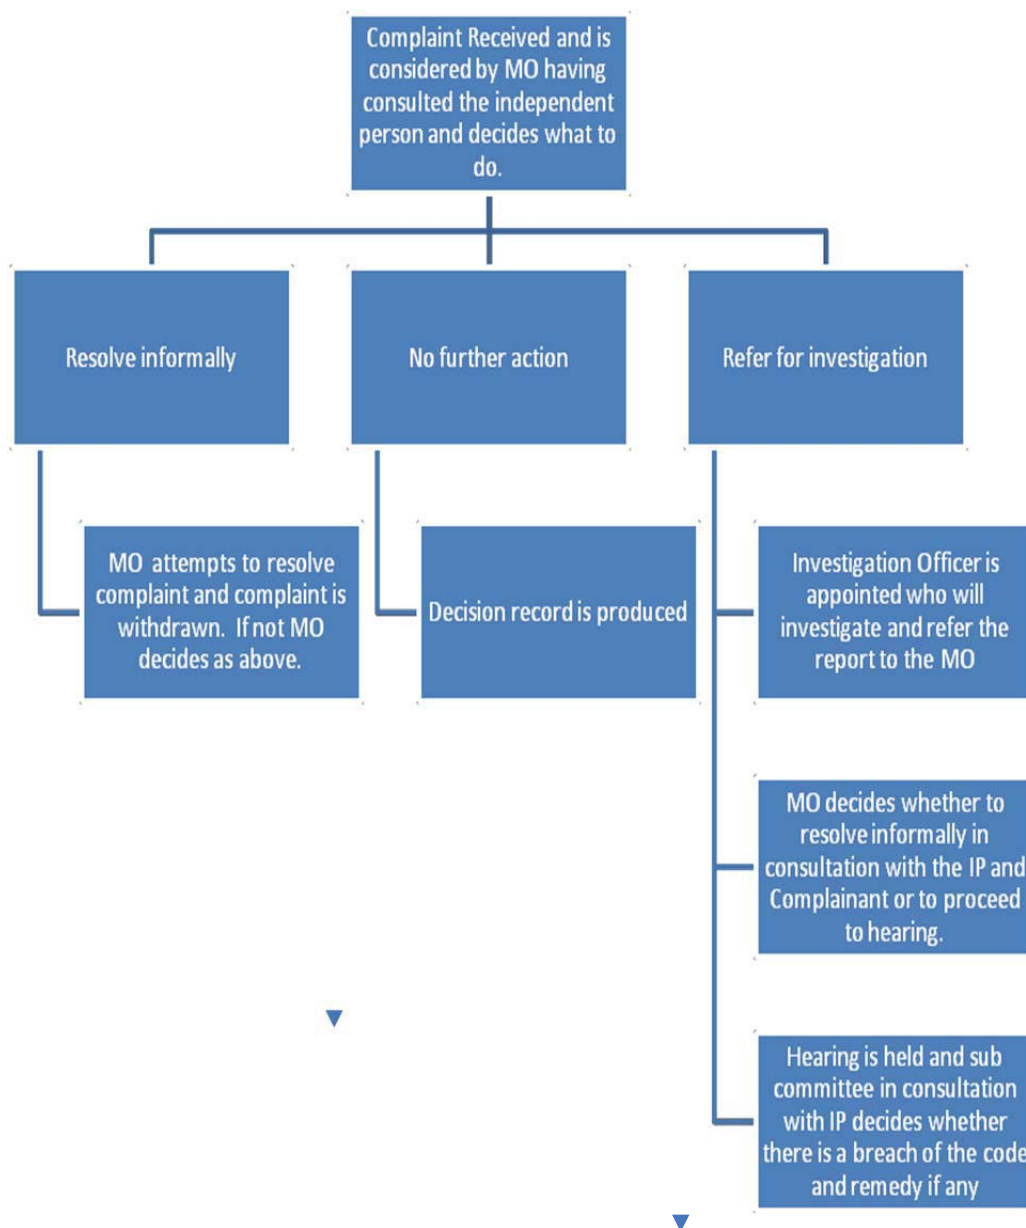 Complaint Received and is
considered by MO having
consulted the independent
person and decides what to
do.
Resolve informally
No further action
Refer for investigation
MO attempts to resolve
complaint and complaint is
withdrawn. If not MO
decides as above.
Decision record is produced
Investigation Officer is
appointed who will
investigate and refer the
report to the MO
MO decides whether to
resolve informally in
consultation with the IP and
Complainant or to proceed
to hearing.
Hearing is held and sub
committee in consultation
with IP decides whether
there is a breach of the code
and remedy if any